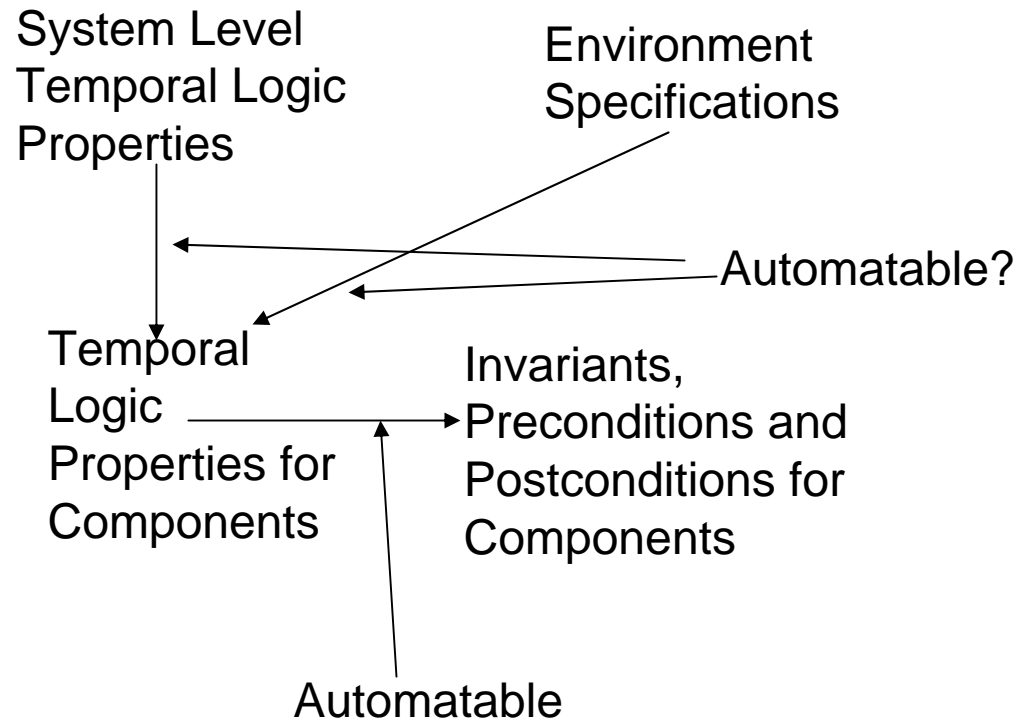 System Level
Temporal Logic
Properties
Environment
Specifications
Automatable?
Temporal
Logic
Properties for
Components
Invariants,
Preconditions and
Postconditions for
Components
Automatable